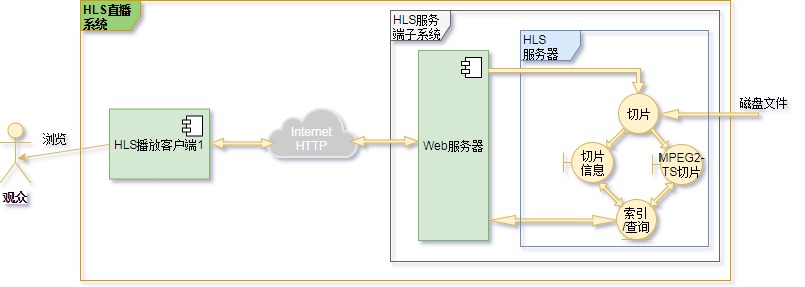 HLS直播
系统
HLS服务
端子系统
HLS
服务器
切片
磁盘文件
浏览
HLS播放客户端1
Internet
HTTP
Web服务器
切片
信息
MPEG2-
TS切片
观众
索引
/查询